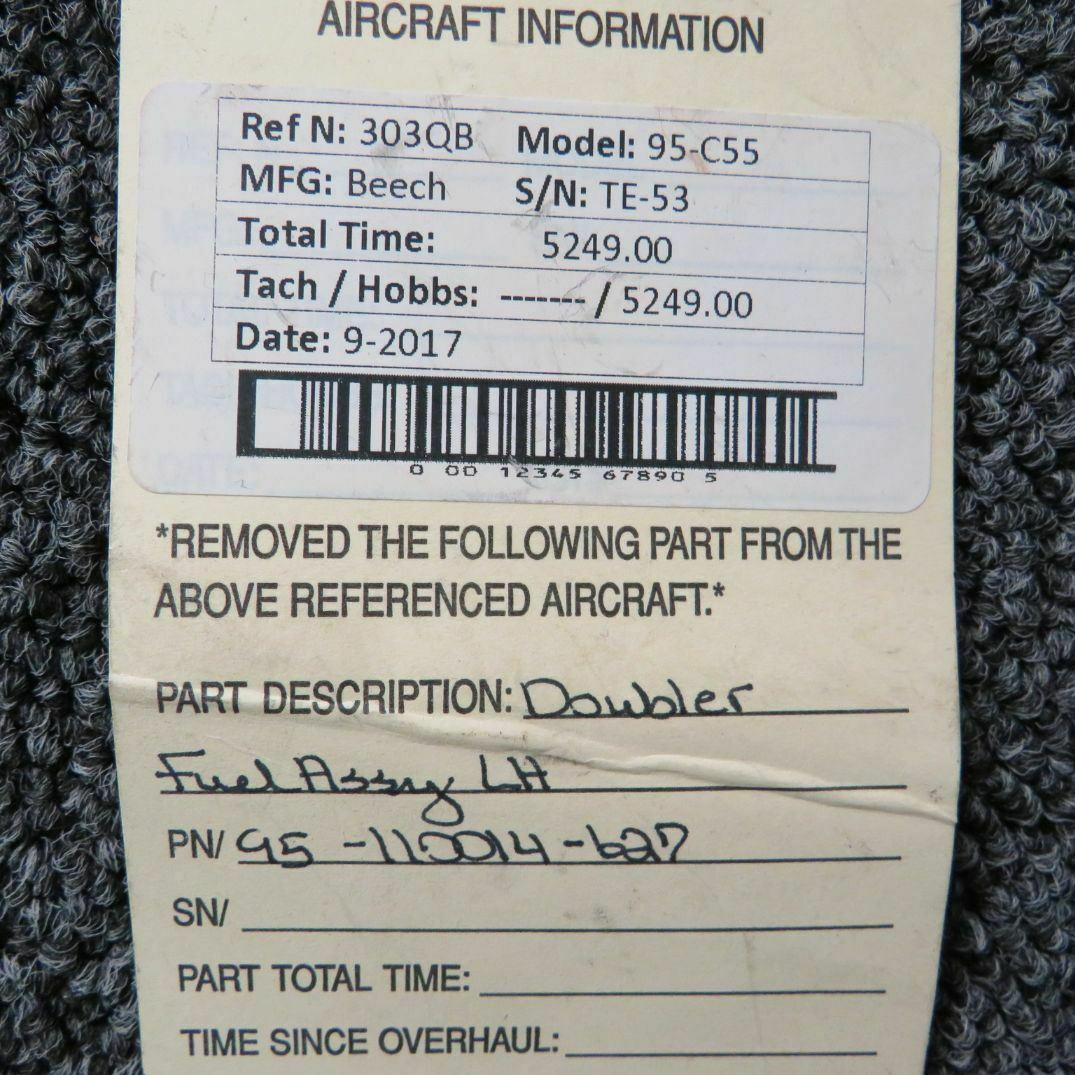 AIRCRAFT INFORMATION
Ref N: 303QB Model: 95-C55
MFG: Beech S/N: TE-53
Total Time: 5249.00
Tach / Hobbs: ------- / 5249.00
Date: 9-2017
0 00 12345 67890 5
*REMOVED THE FOLLOWING PART FROM THE
ABOVE REFERENCED AIRCRAFT.*
PART DESCRIPTION: Doubler
Fuel Assy LH
PN/ 95-110014-627
SN/
PART TOTAL TIME:
TIME SINCE OVERHAUL: